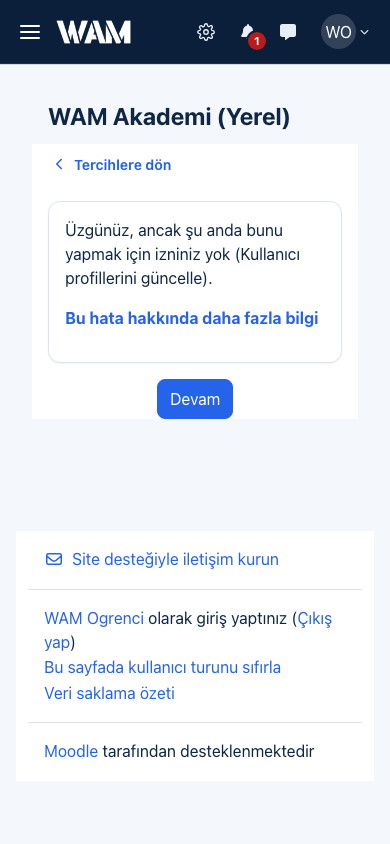 WAM
1
WO
WAM Akademi (Yerel)
Tercihlere dön
Üzgünüz, ancak şu anda bunu
yapmak için izniniz yok (Kullanıcı
profillerini güncelle).
Bu hata hakkında daha fazla bilgi
Devam
Site desteğiyle iletişim kurun
WAM Ogrenci olarak giriş yaptınız (Çıkış
yap)
Bu sayfada kullanıcı turunu sıfırla
Veri saklama özeti
Moodle tarafından desteklenmektedir